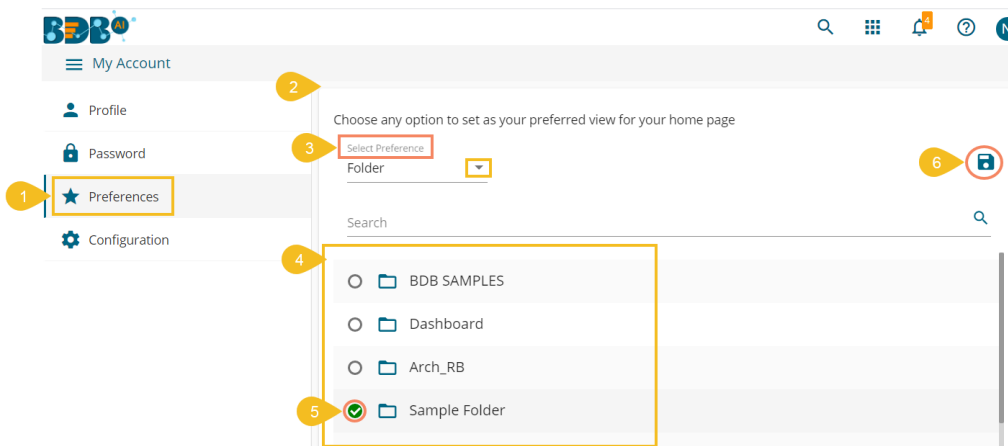 BDB AI
4
N
My Account
2
Profile
Choose any option to set as your preferred view for your home page
3
Select Preference
Password
Folder
6
1
Preferences
Search
Configuration
4
BDB SAMPLES
Dashboard
Arch_RB
5
Sample Folder